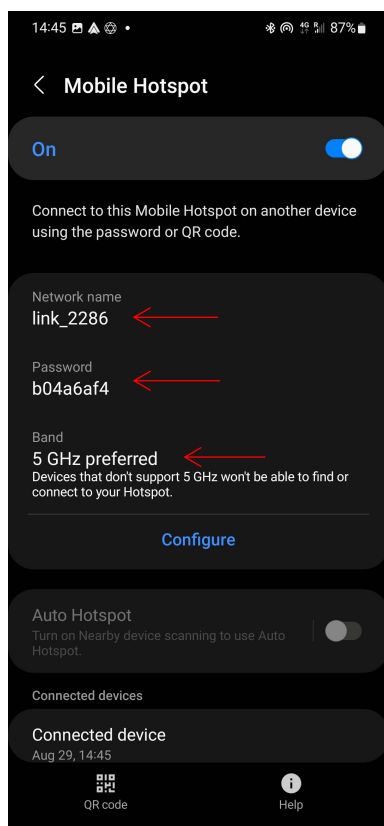 14:45
4G R 87%
Mobile Hotspot
On
Connect to this Mobile Hotspot on another device
using the password or QR code.
Network name
link_2286
Password
b04a6af4
Band
5 GHz preferred
Devices that don't support 5 GHz won't be able to find or
connect to your Hotspot.
Configure
Auto Hotspot
Turn on Nearby device scanning to use Auto
Hotspot.
Connected devices
Connected device
Aug 29, 14:45
QR code
Help